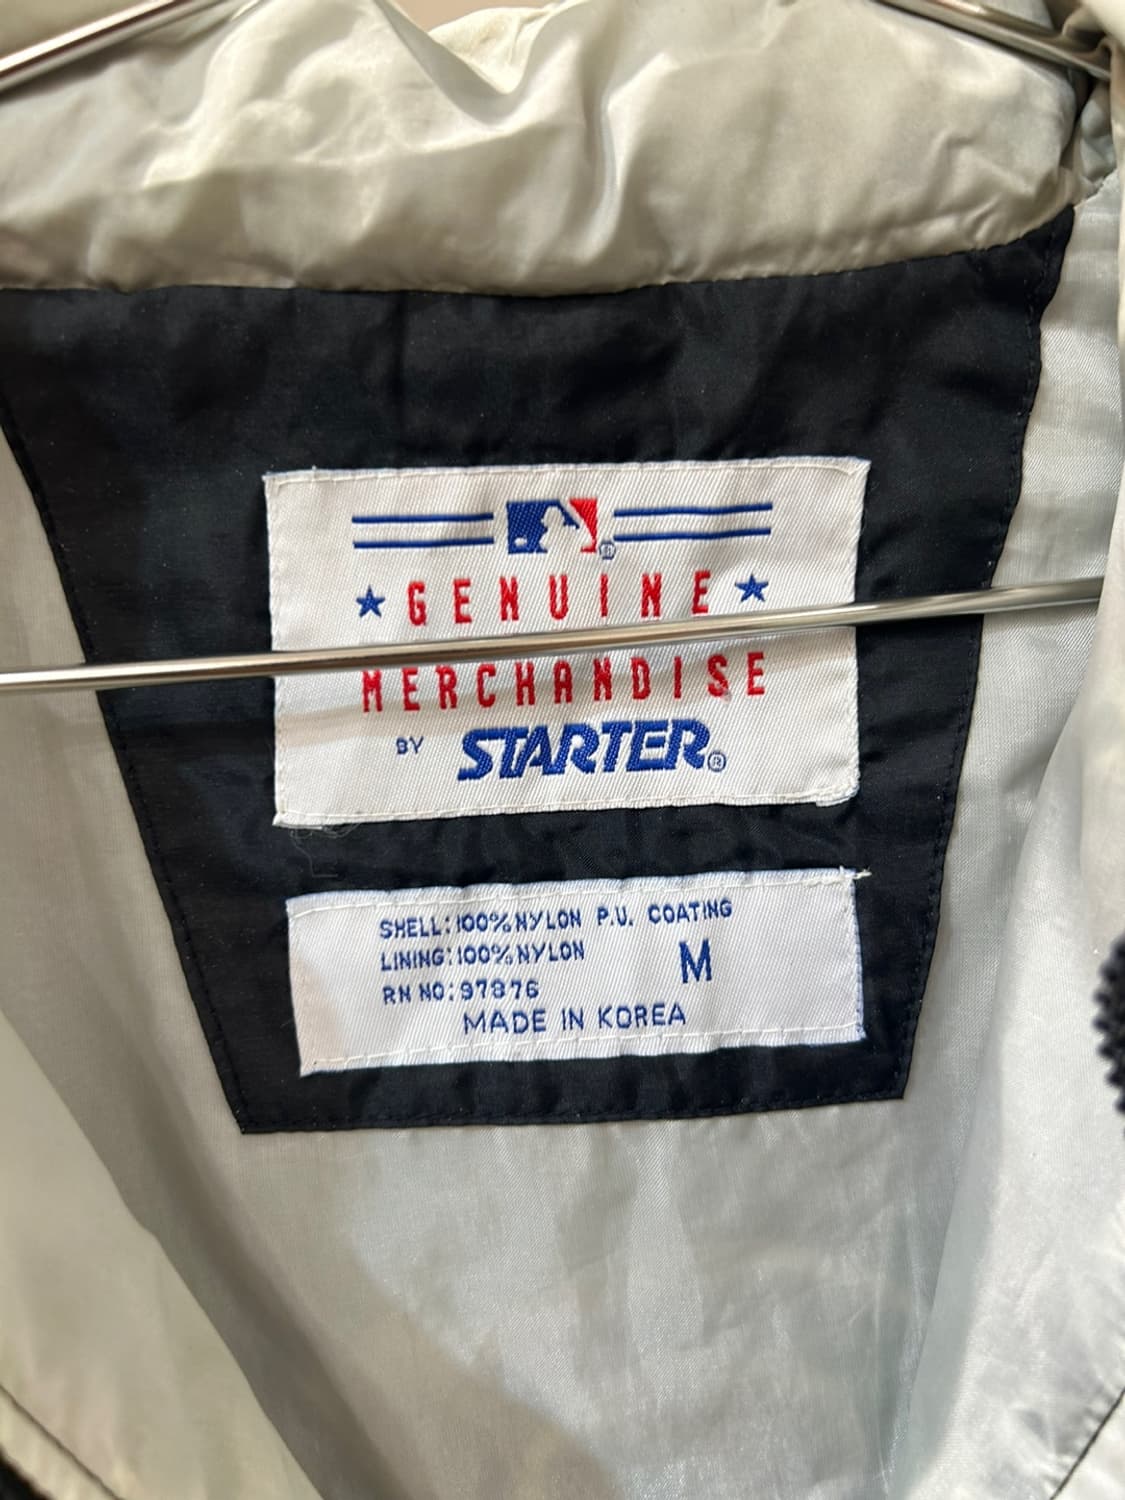 ★ GENUINE ★
MERCHANDISE
BY STARTER®
SHELL:100%NYLON P.U. COATING
LINING:100%NYLON M
RN NO:97876
MADE IN KOREA